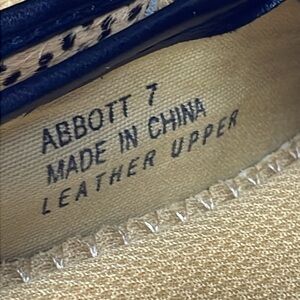 ABBOTT 7
MADE IN CHINA
LEATHER UPPER